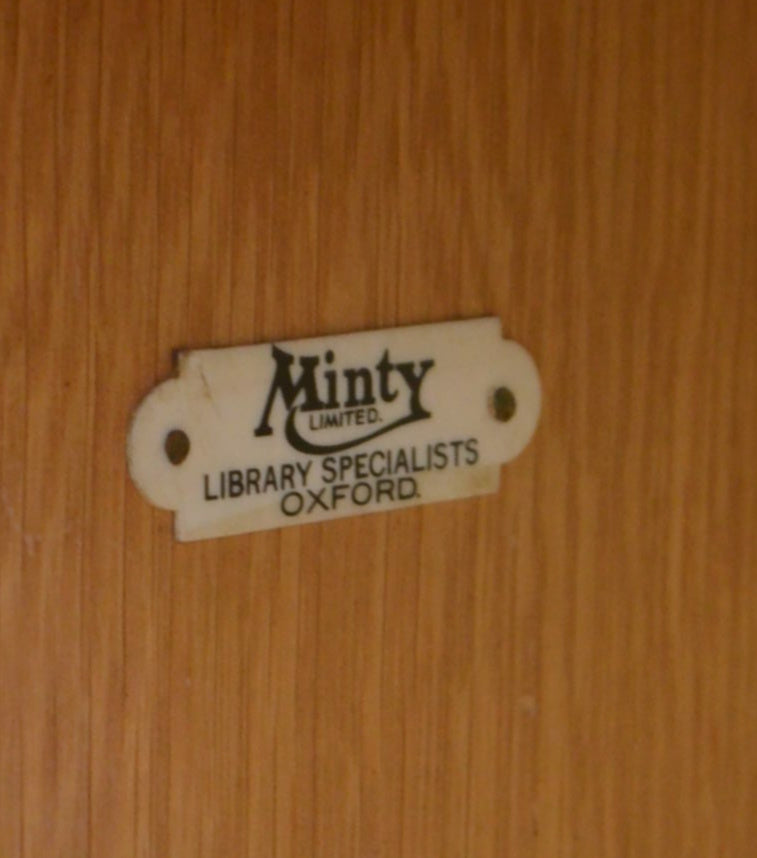 Minty
LIMITED.
LIBRARY SPECIALISTS
OXFORD.